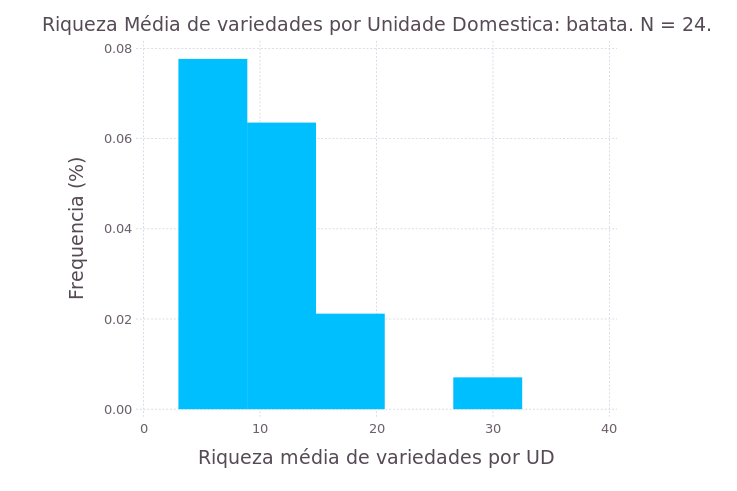 Riqueza Média de variedades por Unidade Domestica: batata. N = 24.
0.08
0.06
0.04
0.02
0.00
Frequencia (%)
0 10 20 30 40
Riqueza média de variedades por UD